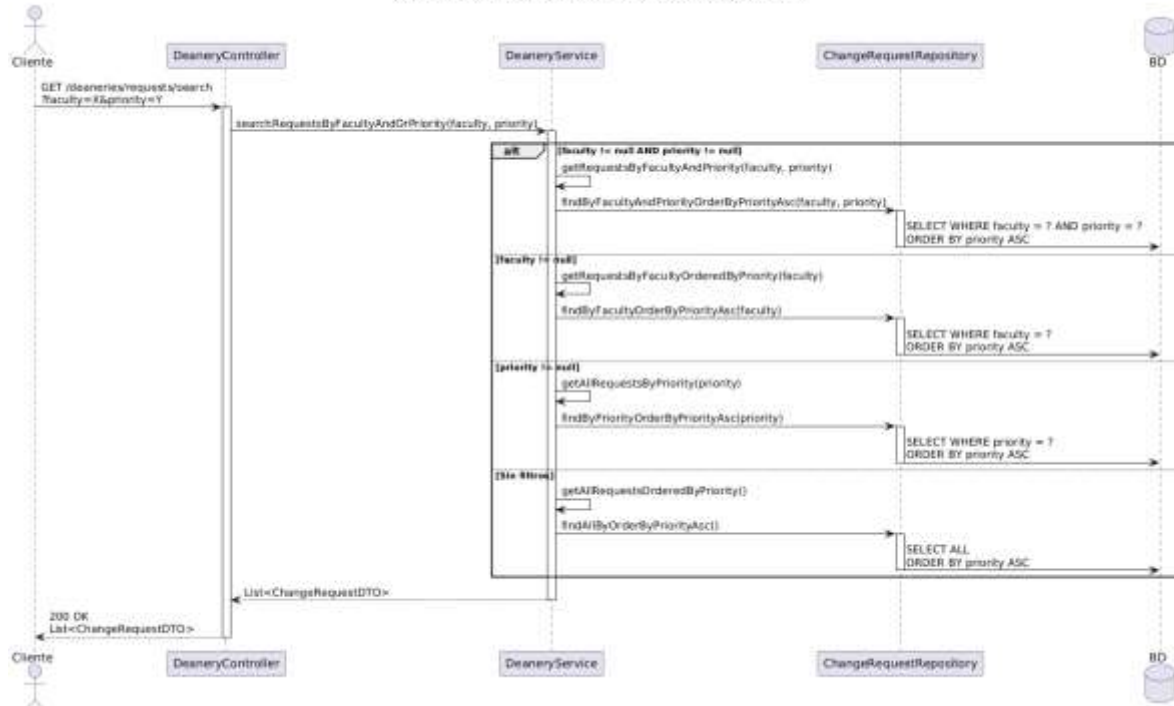 Cliente
DeaneryController
DeaneryService
ChangeRequestRepository
BD
GET /deaneries/requests/search
?faculty=X&priority=Y
searchRequestsByFacultyAndOrPriority(faculty, priority)
alt
[faculty != null AND priority != null]
getRequestsByFacultyAndPriority(faculty, priority)
findByFacultyAndPriorityOrderByPriorityAsc(faculty, priority)
SELECT WHERE faculty = ? AND priority = ?
ORDER BY priority ASC
[faculty != null]
getRequestsByFacultyOrderedByPriority(faculty)
findByFacultyOrderByPriorityAsc(faculty)
SELECT WHERE faculty = ?
ORDER BY priority ASC
[priority != null]
getAllRequestsByPriority(priority)
findByPriorityOrderByPriorityAsc(priority)
SELECT WHERE priority = ?
ORDER BY priority ASC
[Sin filtros]
getAllRequestsOrderedByPriority()
findAllByOrderByPriorityAsc()
SELECT ALL
ORDER BY priority ASC
List<ChangeRequestDTO>
200 OK
List<ChangeRequestDTO>
Cliente
DeaneryController
DeaneryService
ChangeRequestRepository
BD